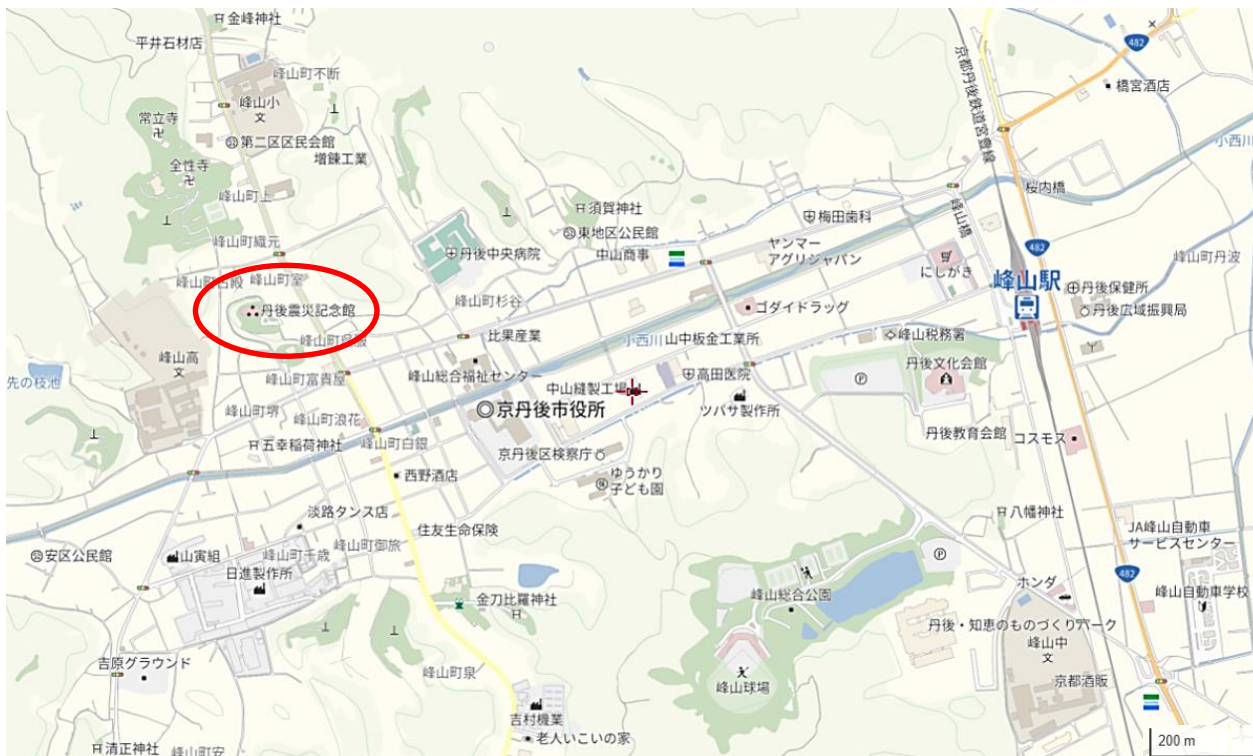 金峰神社
平井石材店
482
峰山町不断
京都丹後鉄道宮豊線
橋宮酒店
峰山小
文
常立寺
第二区区民会館
増錬工業
小西川
全性寺
峰山町上
桜内橋
須賀神社
峰山橋
梅田歯科
東地区公民館
峰山町織元
丹後中央病院
中山商事
ヤンマー
アグリジャパン
482
峰山町丹波
にしがき
峰山駅
峰山町室
丹後保健所
峰山町杉谷
ゴダイドラッグ
丹後広域振興局
丹後震災記念館
峰山町呉服
比果産業
小西川
山中板金工業所
峰山税務署
峰山高
文
丹後文化会館
P
峰山総合福祉センター
高田医院
峰山町富貴屋
先の枝池
中山縫製工場
京丹後市役所
ツバサ製作所
峰山町堺
峰山町浪花
丹後教育会館
コスモス
五幸稲荷神社
峰山町白銀
京丹後区検察庁
西野酒店
ゆうかり
子ども園
淡路タンス店
八幡神社
住友生命保険
JA峰山自動車
サービスセンター
安区公民館
山寅組
峰山町千歳
峰山町御旅
P
日進製作所
482
ホンダ
峰山自動車学校
金刀比羅神社
峰山総合公園
丹後・知恵のものづくりパーク
峰山中
文
吉原グラウンド
峰山町泉
峰山球場
京都酒販
吉村機業
老人いこいの家
清正神社
峰山町安
200 m